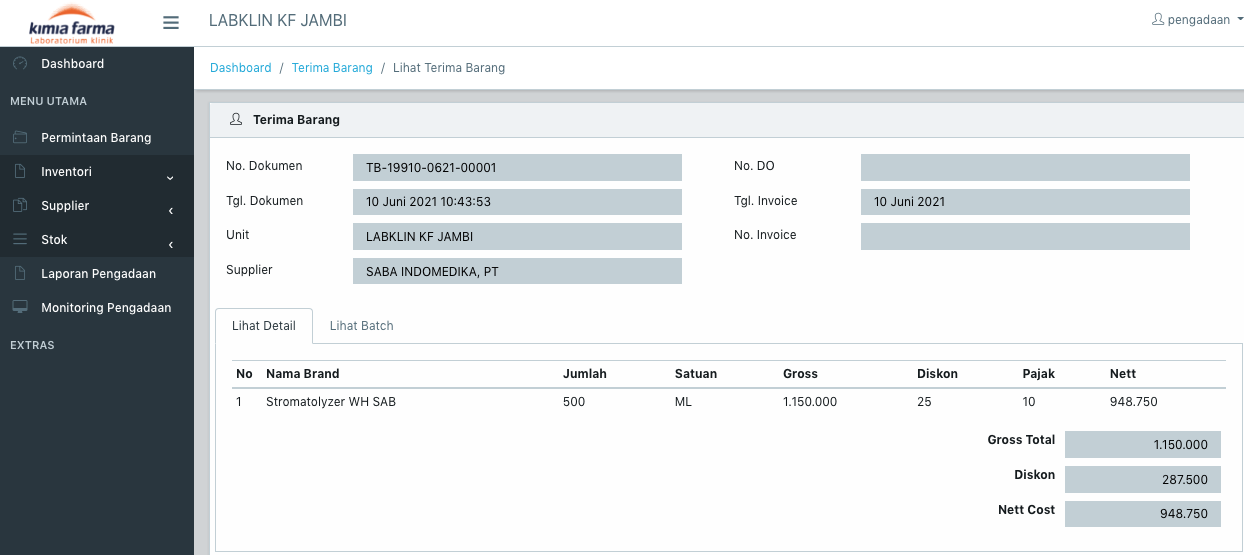 kimia farma
Laboratorium klinik
LABKLIN KF JAMBI
pengadaan
Dashboard
MENU UTAMA
Permintaan Barang
Inventori
Supplier
Stok
Laporan Pengadaan
Monitoring Pengadaan
EXTRAS
Dashboard / Terima Barang / Lihat Terima Barang
Terima Barang
No. Dokumen TB-19910-0621-00001 No. DO
Tgl. Dokumen 10 Juni 2021 10:43:53 Tgl. Invoice 10 Juni 2021
Unit LABKLIN KF JAMBI No. Invoice
Supplier SABA INDOMEDIKA, PT
Lihat Detail Lihat Batch
No Nama Brand Jumlah Satuan Gross Diskon Pajak Nett
1 Stromatolyzer WH SAB 500 ML 1.150.000 25 10 948.750
Gross Total 1.150.000
Diskon 287.500
Nett Cost 948.750